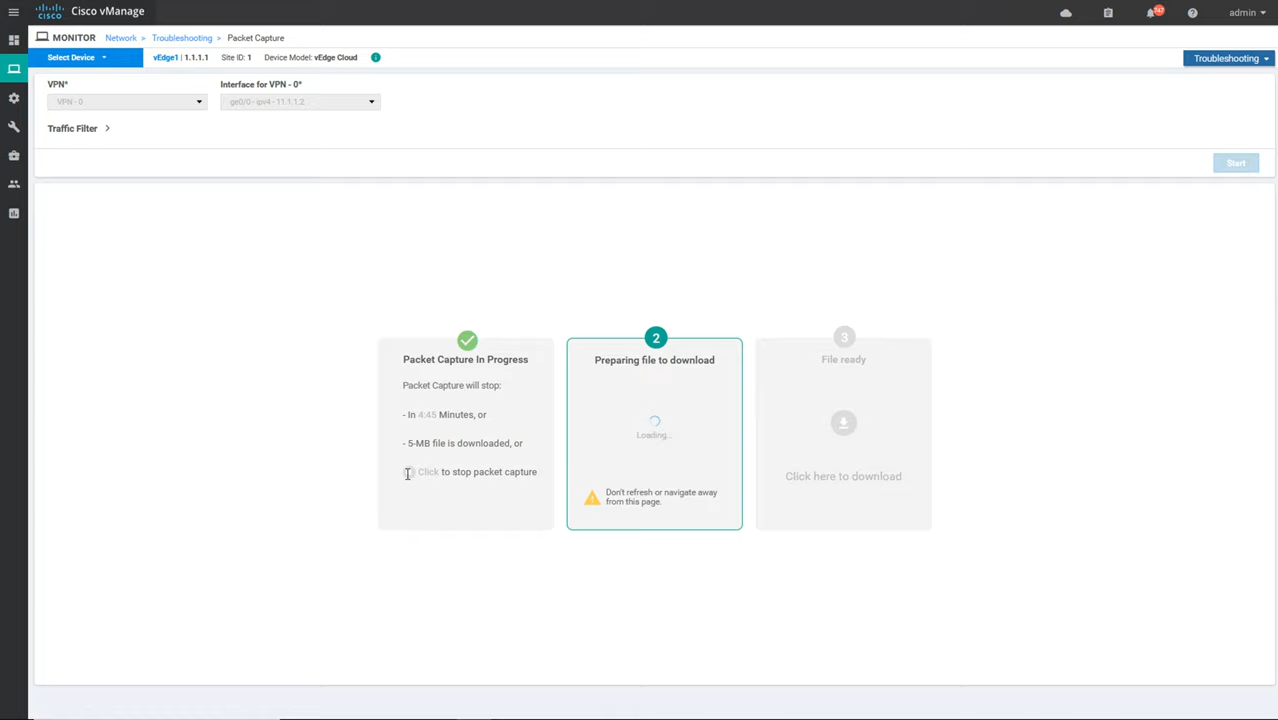 Cisco vManage
747
admin
MONITOR Network > Troubleshooting > Packet Capture
Select Device vEdge1 | 1.1.1.1 Site ID: 1 Device Model: vEdge Cloud
Troubleshooting
VPN* Interface for VPN - 0*
VPN - 0 ge0/0 - ipv4 - 11.1.1.2
Traffic Filter
Start
Packet Capture In Progress
Packet Capture will stop:
- In 4:45 Minutes, or
- 5-MB file is downloaded, or
Click to stop packet capture
2
Preparing file to download
Loading...
Don't refresh or navigate away
from this page.
3
File ready
Click here to download